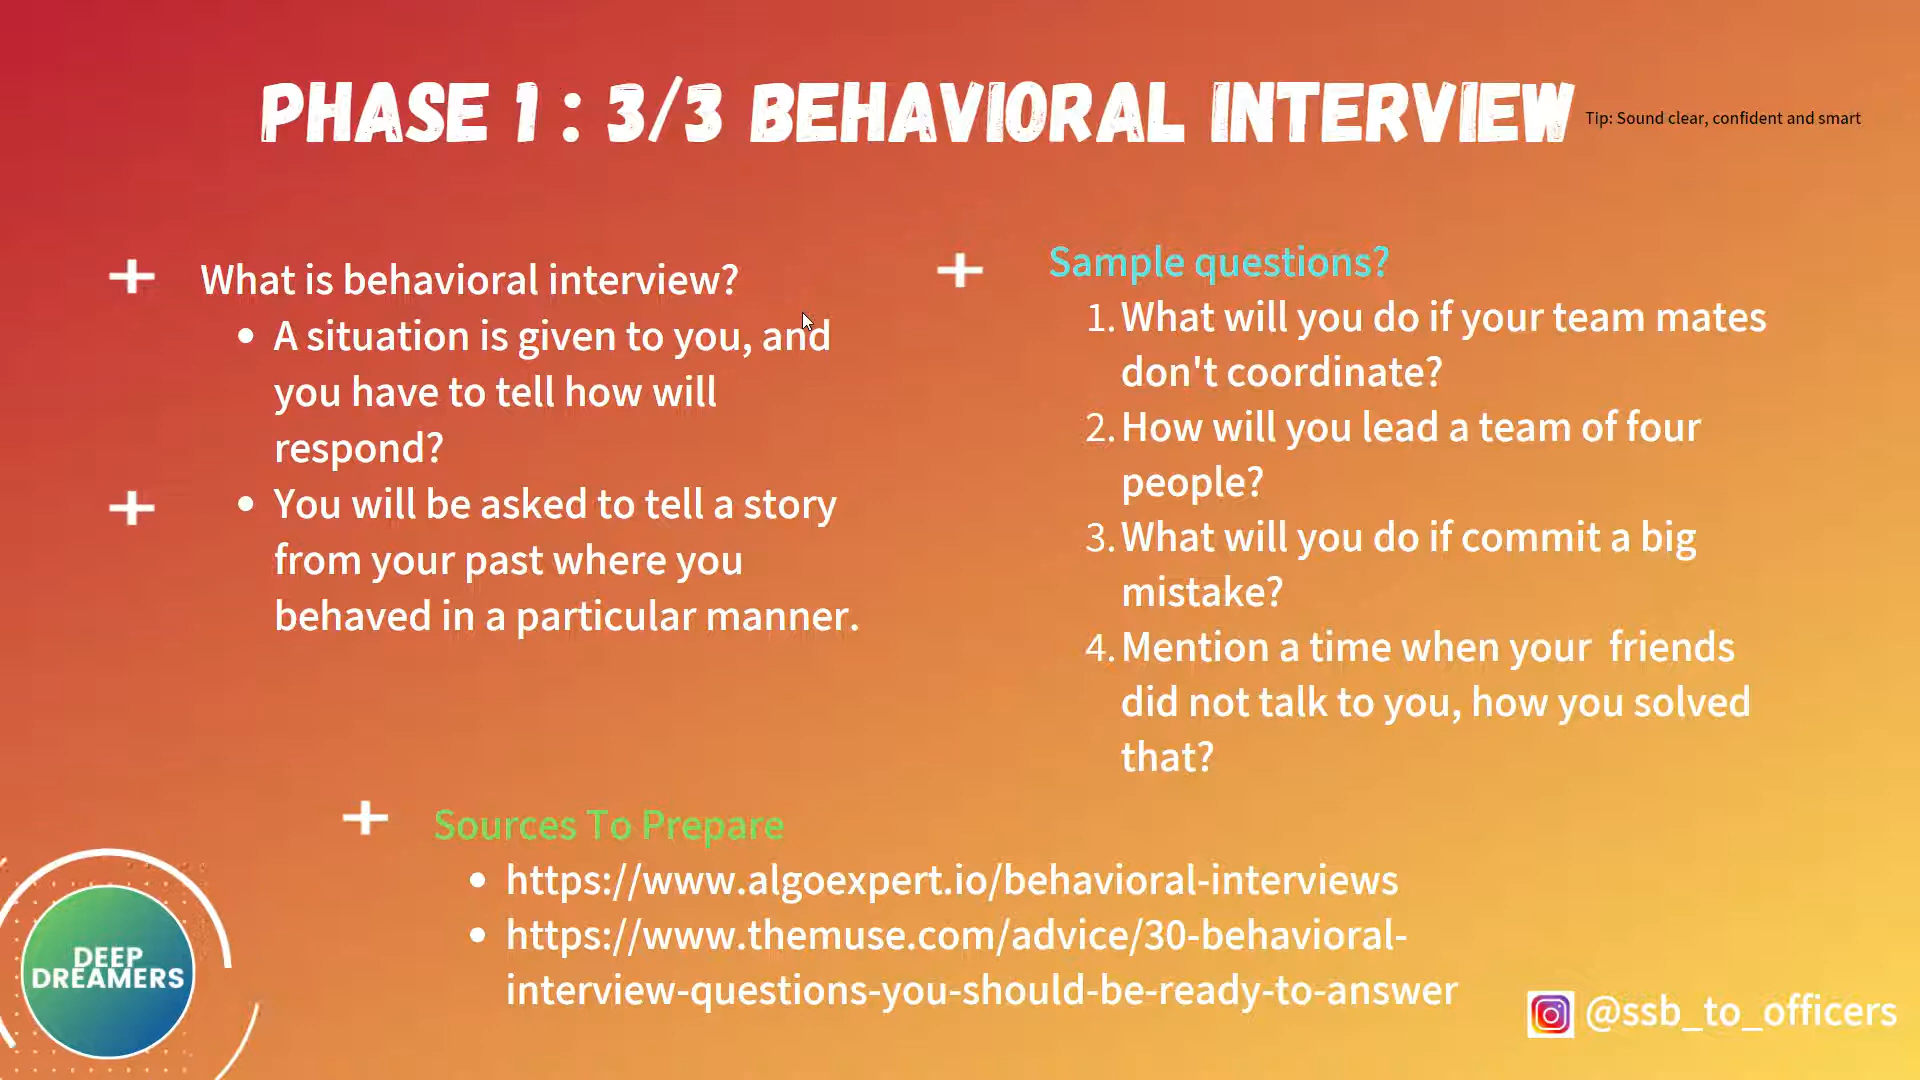 PHASE 1 : 3/3 BEHAVIORAL INTERVIEW
Tip: Sound clear, confident and smart
What is behavioral interview?
A situation is given to you, and
you have to tell how will
respond?
You will be asked to tell a story
from your past where you
behaved in a particular manner.
Sample questions?
1. What will you do if your team mates
don't coordinate?
2. How will you lead a team of four
people?
3. What will you do if commit a big
mistake?
4. Mention a time when your  friends
did not talk to you, how you solved
that?
Sources To Prepare
https://www.algoexpert.io/behavioral-interviews
https://www.themuse.com/advice/30-behavioral-
interview-questions-you-should-be-ready-to-answer
DEEP
DREAMERS
@ssb_to_officers